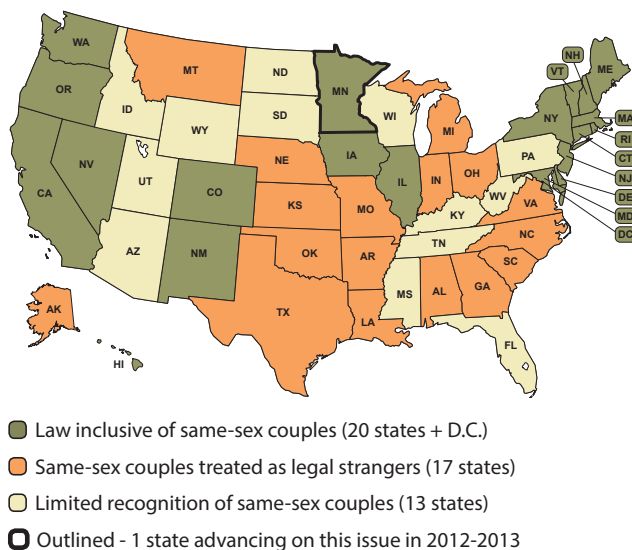 WA
MT
ND
MN
OR
ID
SD
WI
WY
MI
NH
VT
ME
NY
MA
RI
CT
NJ
DE
MD
DC
PA
NV
NE
IA
IL
IN
OH
UT
CO
WV
VA
CA
KS
MO
KY
NC
AZ
NM
OK
AR
TN
SC
TX
LA
MS
AL
GA
FL
AK
HI
Law inclusive of same-sex couples (20 states + D.C.)
Same-sex couples treated as legal strangers (17 states)
Limited recognition of same-sex couples (13 states)
Outlined - 1 state advancing on this issue in 2012-2013